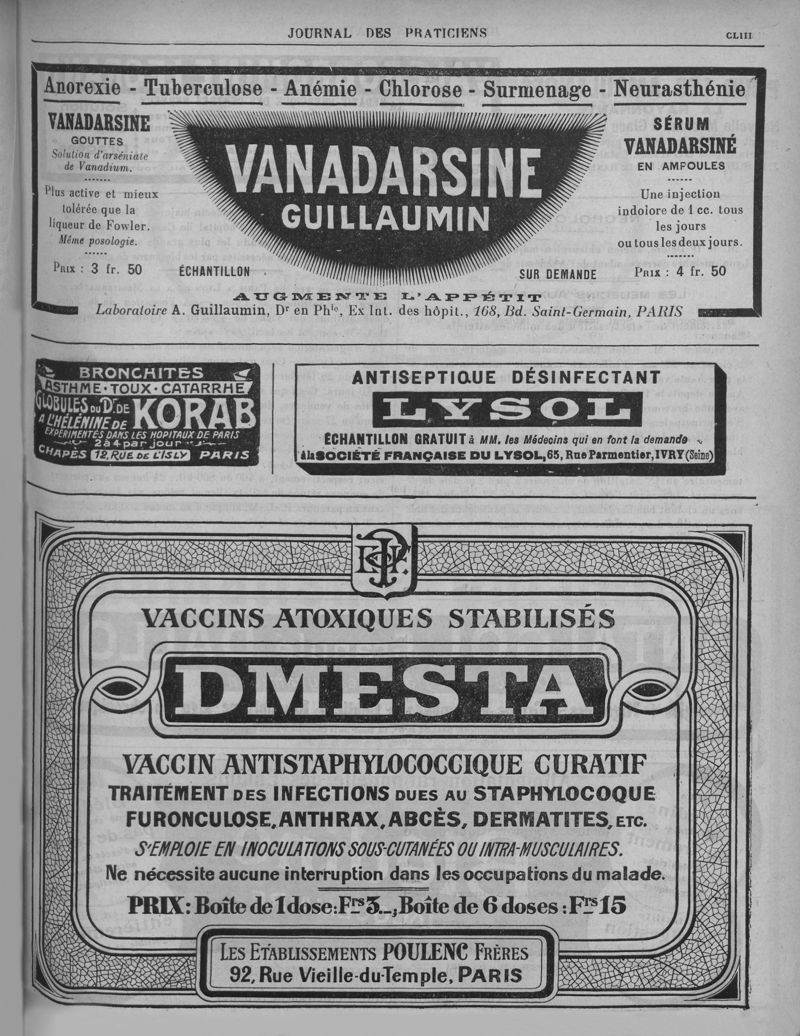 JOURNAL DES PRATICIENS
CLIII
Anorexie - Tuberculose - Anémie - Chlorose - Surmenage - Neurasthénie
VANADARSINE
GOUTTES
Solution d'arséniate
de Vanadium.
Plus active et mieux
tolérée que la
liqueur de Fowler.
Même posologie.
PRIX : 3 fr. 50
VANADARSINE
GUILLAUMIN
ÉCHANTILLON
SUR DEMANDE
SÉRUM
VANADARSINÉ
EN AMPOULES
Une injection
indolore de 1 cc. tous
les jours
ou tous les deux jours.
PRIX : 4 fr. 50
AUGMENTE L'APPÉTIT
Laboratoire A. Guillaumin, Dr en Phie, Ex Int. des hôpit., 168, Bd. Saint-Germain, PARIS
BRONCHITES
ASTHME·TOUX·CATARRHE
GLOBULES DU Dr. DE
A L'HÉLÉNINE DE
KORAB
EXPÉRIMENTÉS DANS LES HOPITAUX DE PARIS
2 à 4 par jour
CHAPÈS 12, RUE DE L'ISLY PARIS
ANTISEPTIQUE DÉSINFECTANT
LYSOL
ÉCHANTILLON GRATUIT à MM. les Médecins qui en font la demande
à la SOCIÉTÉ FRANÇAISE DU LYSOL, 65, Rue Parmentier, IVRY (Seine)
VACCINS ATOXIQUES STABILISÉS
DMESTA
VACCIN ANTISTAPHYLOCOCCIQUE CURATIF
TRAITÉMENT DES INFECTIONS DUES AU STAPHYLOCOQUE
FURONCULOSE, ANTHRAX, ABCÈS, DERMATITES, ETC.
S'EMPLOIE EN INOCULATIONS SOUS-CUTANÉES OU INTRA-MUSCULAIRES.
Ne nécessite aucune interruption dans les occupations du malade.
PRIX: Boîte de 1 dose: Frs 3._, Boîte de 6 doses : Frs 15
LES ETABLISSEMENTS POULENC FRÈRES
92, Rue Vieille-du-Temple, PARIS